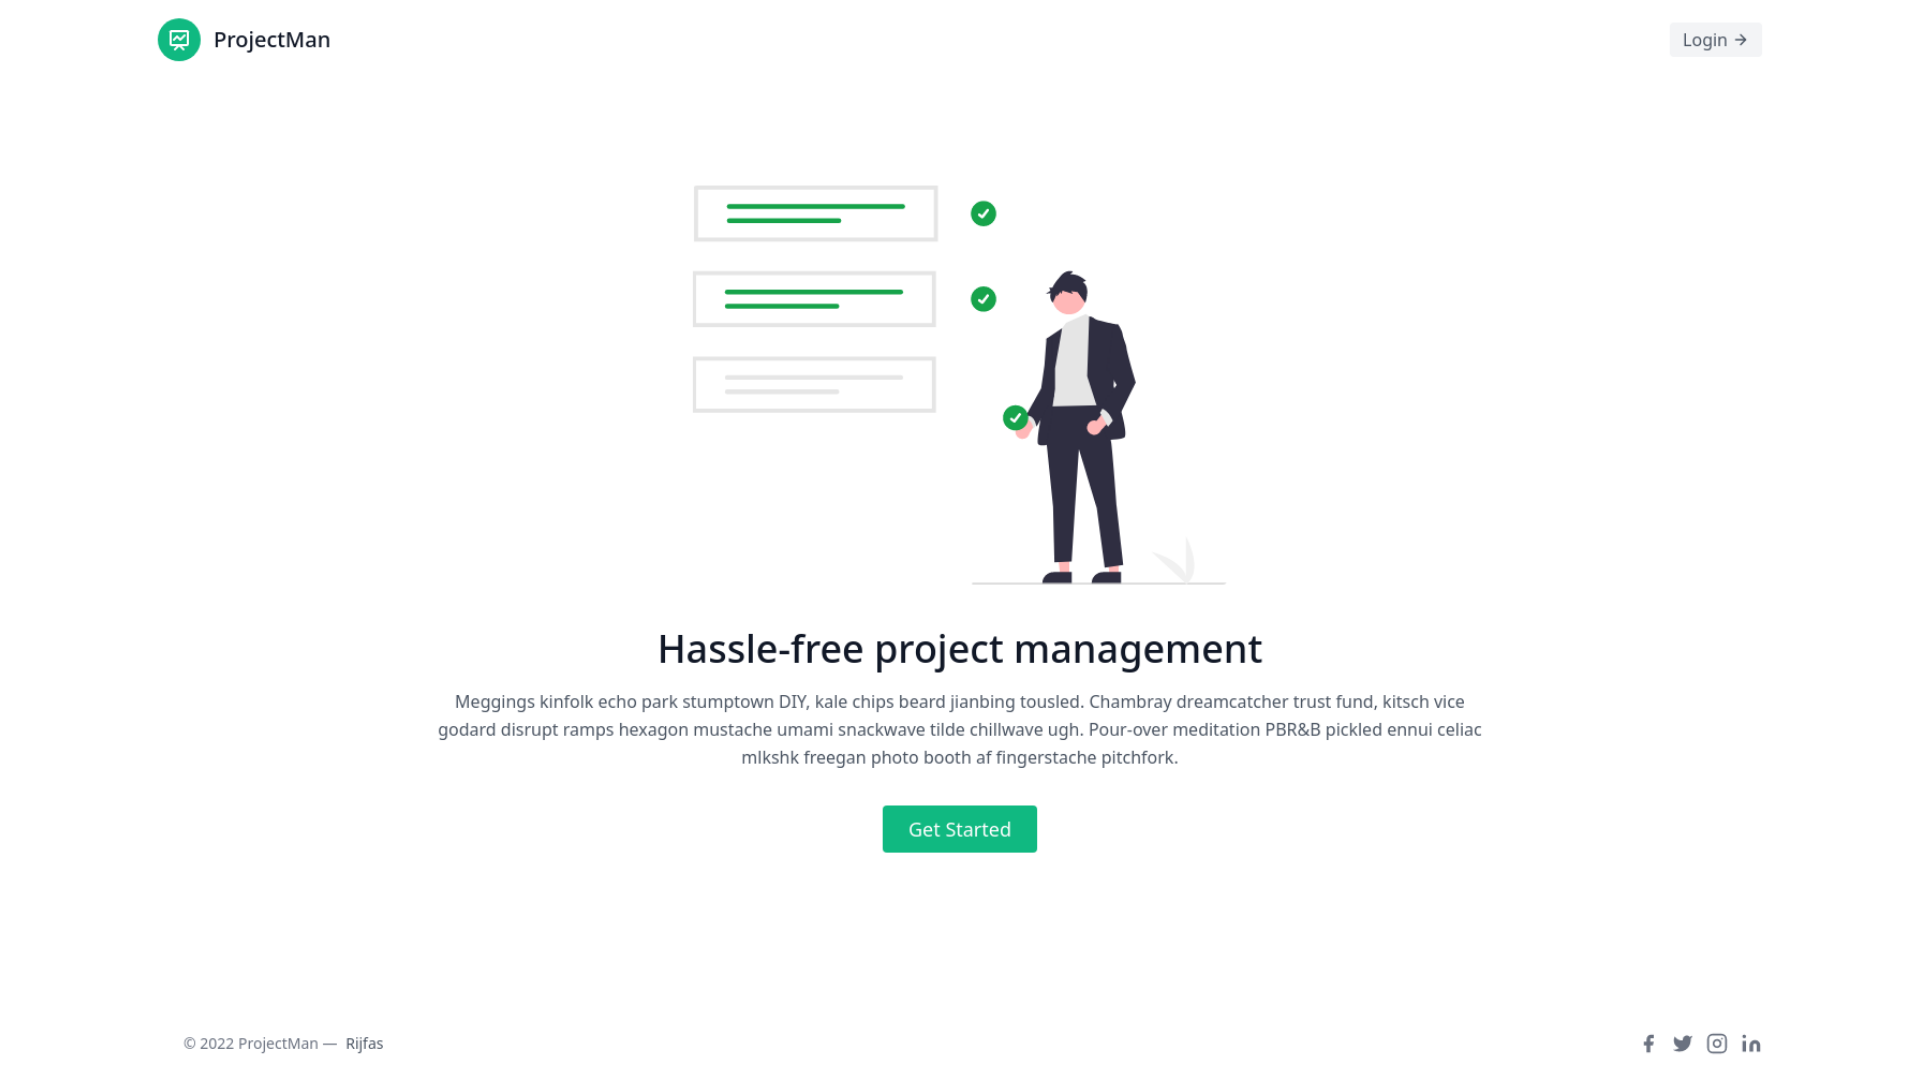 ProjectMan
Login
Hassle-free project management
Meggings kinfolk echo park stumptown DIY, kale chips beard jianbing tousled. Chambray dreamcatcher trust fund, kitsch vice
godard disrupt ramps hexagon mustache umami snackwave tilde chillwave ugh. Pour-over meditation PBR&B pickled ennui celiac
mlkshk freegan photo booth af fingerstache pitchfork.
Get Started
© 2022 ProjectMan — Rijfas